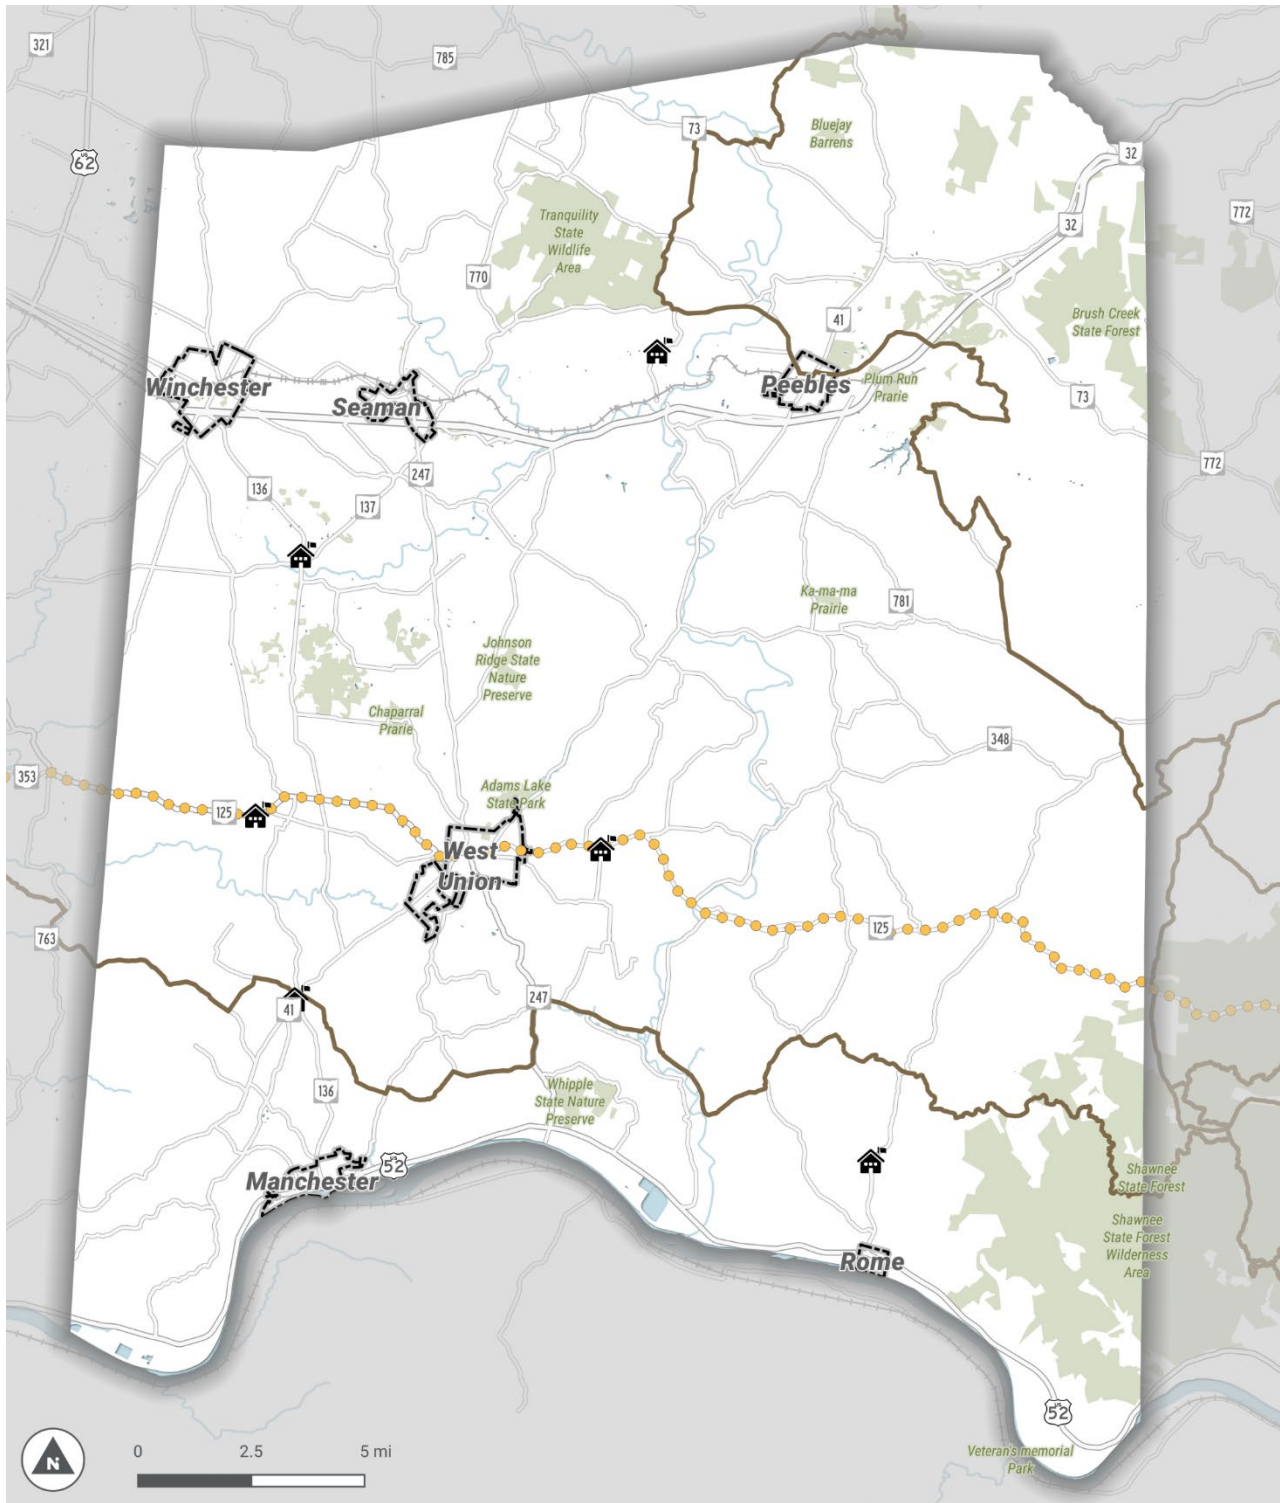 321
785
US
62
73
32
Bluejay
Barrens
772
32
Tranquility
State
Wildlife
Area
770
41
Brush Creek
State Forest
Winchester
Seaman
Peebles
Plum Run
Prarie
73
772
247
136
137
Ka-ma-ma
Prairie
781
Johnson
Ridge State
Nature
Preserve
Chaparral
Prarie
348
353
125
Adams Lake
State Park
West
Union
125
763
247
41
136
Whipple
State Nature
Preserve
US
52
Manchester
Shawnee
State Forest
Shawnee
State Forest
Wilderness
Area
Rome
US
52
Veteran's memorial
Park
N
0 2.5 5 mi